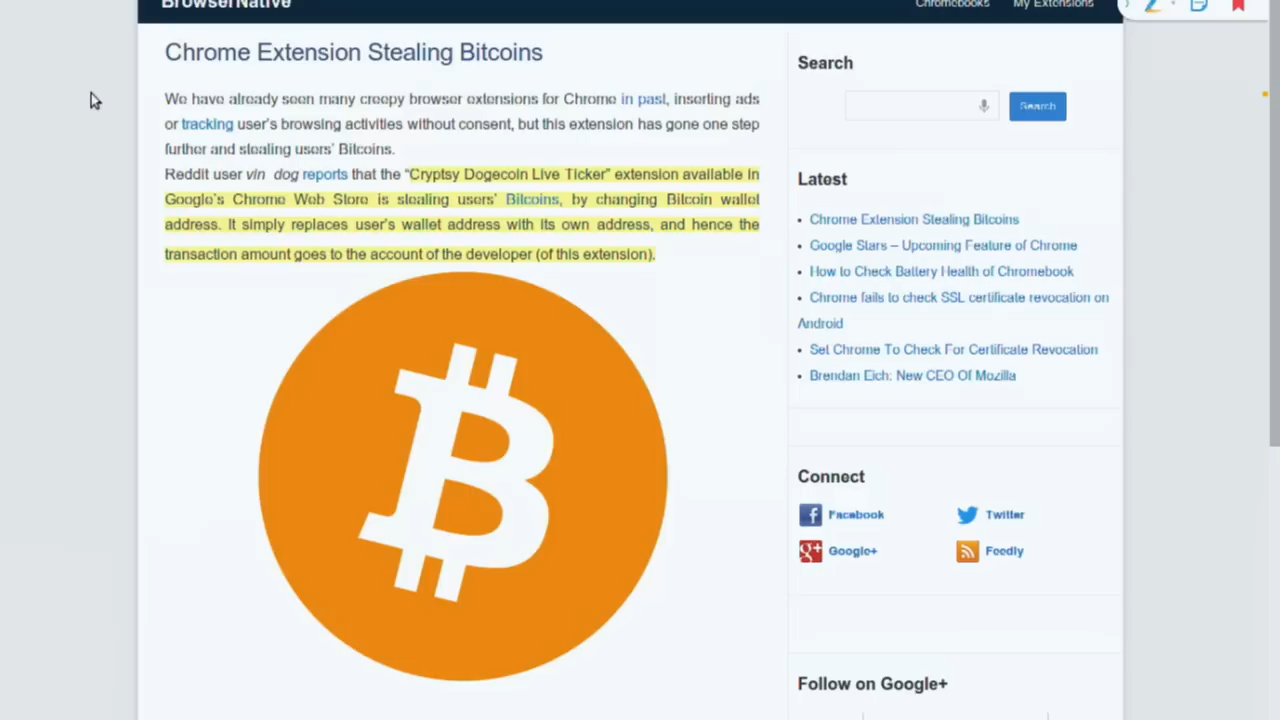 BrowserNative
Chromebooks My Extensions
Chrome Extension Stealing Bitcoins
We have already seen many creepy browser extensions for Chrome in past, inserting ads
or tracking user's browsing activities without consent, but this extension has gone one step
further and stealing users' Bitcoins.
Reddit user vin dog reports that the "Cryptsy Dogecoin Live Ticker" extension available in
Google's Chrome Web Store is stealing users' Bitcoins, by changing Bitcoin wallet
address. It simply replaces user's wallet address with its own address, and hence the
transaction amount goes to the account of the developer (of this extension).
Search
Search
Latest
• Chrome Extension Stealing Bitcoins
• Google Stars – Upcoming Feature of Chrome
• How to Check Battery Health of Chromebook
• Chrome fails to check SSL certificate revocation on
Android
• Set Chrome To Check For Certificate Revocation
• Brendan Eich: New CEO Of Mozilla
Connect
Facebook Twitter
Google+ Feedly
Follow on Google+